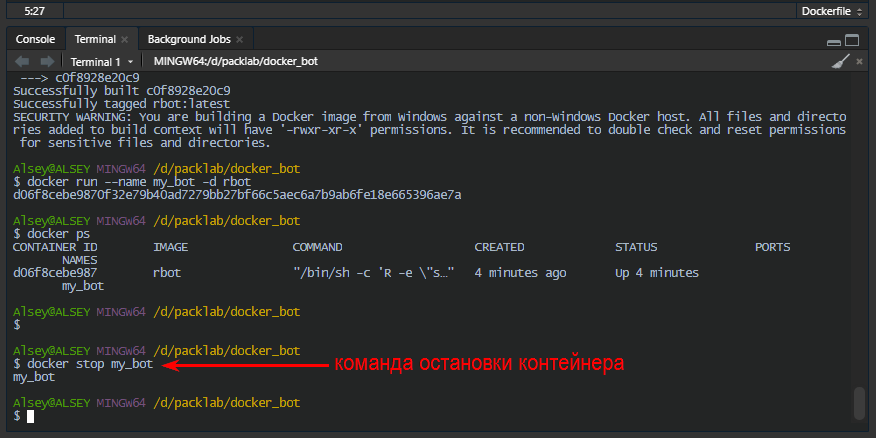 5:27 Dockerfile
Console Terminal Background Jobs
Terminal 1 MINGW64:/d/packlab/docker_bot
---> c0f8928e20c9
Successfully built c0f8928e20c9
Successfully tagged rbot:latest
SECURITY WARNING: You are building a Docker image from Windows against a non-Windows Docker host. All files and directo
ries added to build context will have '-rwxr-xr-x' permissions. It is recommended to double check and reset permissions
for sensitive files and directories.
Alsey@ALSEY MINGW64 /d/packlab/docker_bot
$ docker run --name my_bot -d rbot
d06f8cebe9870f32e79b40ad7279bb27bf66c5aec6a7b9ab6fe18e665396ae7a
Alsey@ALSEY MINGW64 /d/packlab/docker_bot
$ docker ps
CONTAINER ID IMAGE COMMAND CREATED STATUS PORTS
NAMES
d06f8cebe987 rbot "/bin/sh -c 'R -e \"s…" 4 minutes ago Up 4 minutes
my_bot
Alsey@ALSEY MINGW64 /d/packlab/docker_bot
$
Alsey@ALSEY MINGW64 /d/packlab/docker_bot
$ docker stop my_bot команда остановки контейнера
my_bot
Alsey@ALSEY MINGW64 /d/packlab/docker_bot
$